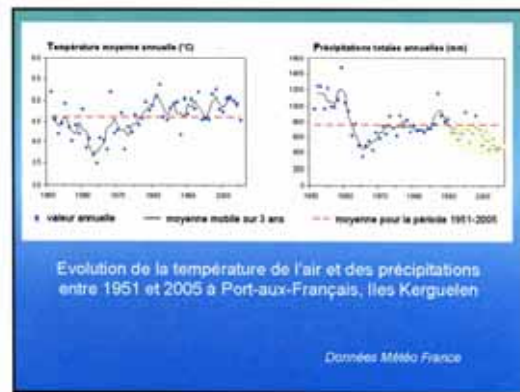 Température moyenne annuelle (°C)
Précipitations totales annuelles (mm)
valeur annuelle
moyenne mobile sur 3 ans
moyenne pour la période 1951-2005
Evolution de la température de l'air et des précipitations
entre 1951 et 2005 à Port-aux-Français, Iles Kerguelen
Données Météo France